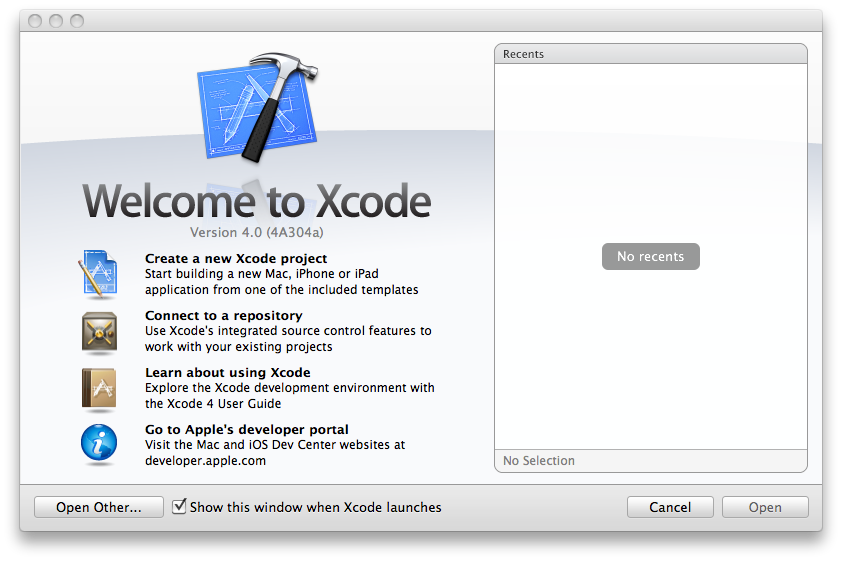 Recents
Welcome to Xcode
Version 4.0 (4A304a)
Create a new Xcode project
Start building a new Mac, iPhone or iPad
application from one of the included templates
Connect to a repository
Use Xcode's integrated source control features to
work with your existing projects
Learn about using Xcode
Explore the Xcode development environment with
the Xcode 4 User Guide
Go to Apple's developer portal
Visit the Mac and iOS Dev Center websites at
developer.apple.com
No recents
No Selection
Open Other...
Show this window when Xcode launches
Cancel
Open